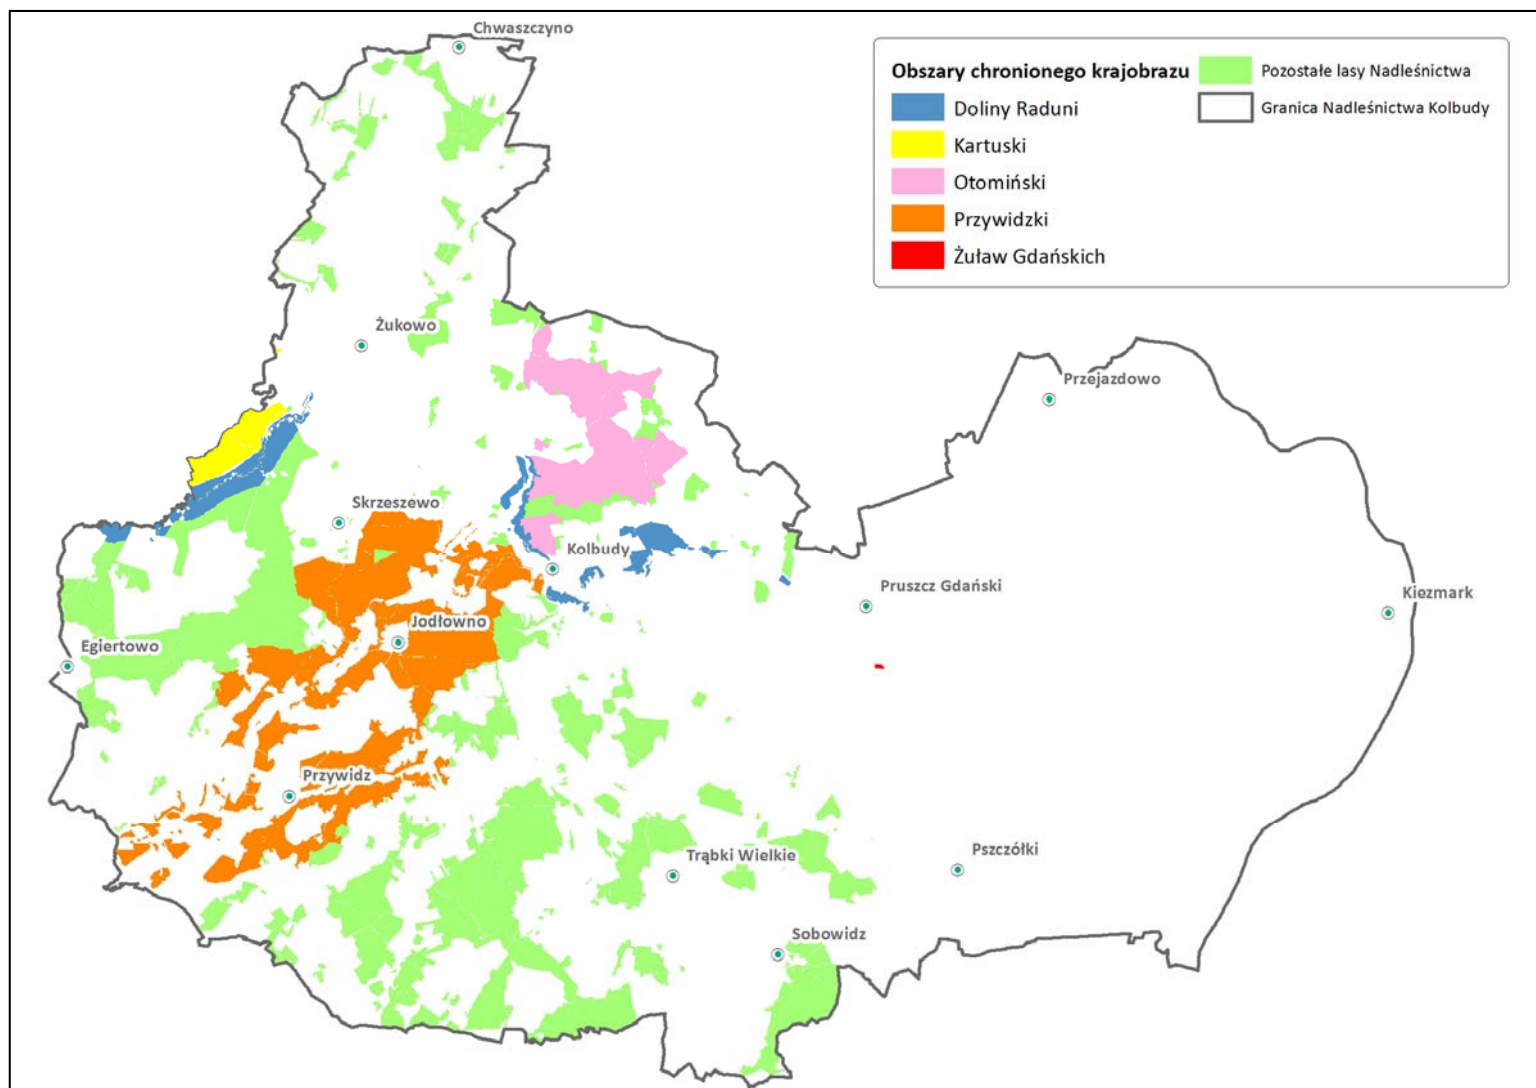 Chwaszczyno
Obszary chronionego krajobrazu
Pozostałe lasy Nadleśnictwa
Doliny Raduni
Granica Nadleśnictwa Kolbudy
Kartuski
Otomiński
Przywidzki
Żuław Gdańskich
Żukowo
Przejazdowo
Skrzeszewo
Kolbudy
Pruszcz Gdański
Kiezmark
Jodłowno
Egiertowo
Przywidz
Trąbki Wielkie
Pszczółki
Sobowidz